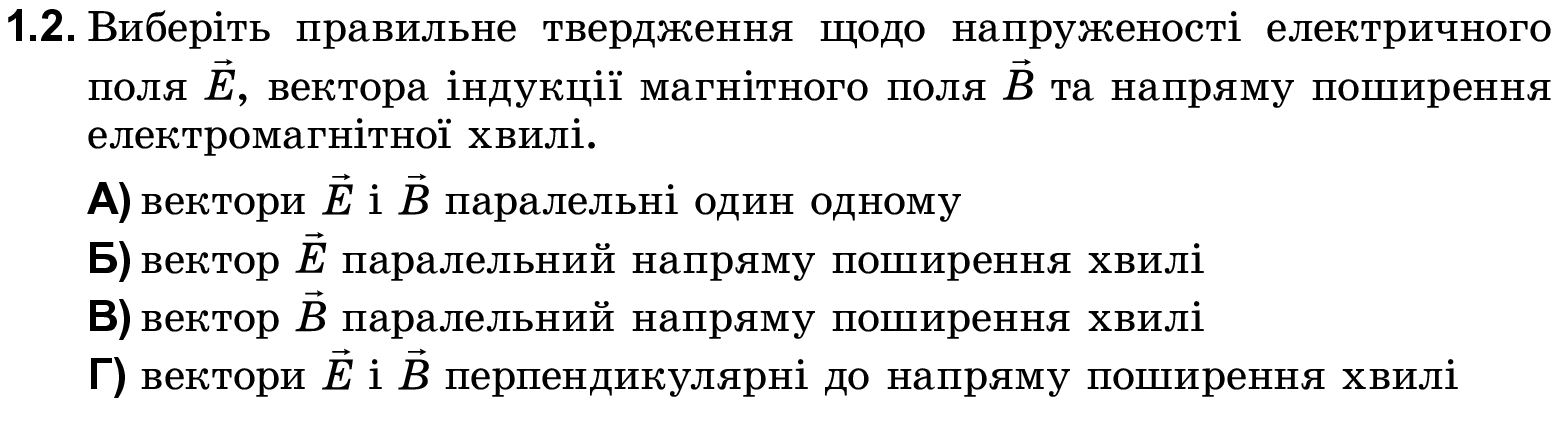 1.2. Виберіть правильне твердження щодо напруженості електричного
поля E⃗, вектора індукції магнітного поля B⃗ та напряму поширення
електромагнітної хвилі.
А) вектори E⃗ і B⃗ паралельні один одному
Б) вектор E⃗ паралельний напряму поширення хвилі
В) вектор B⃗ паралельний напряму поширення хвилі
Г) вектори E⃗ і B⃗ перпендикулярні до напряму поширення хвилі